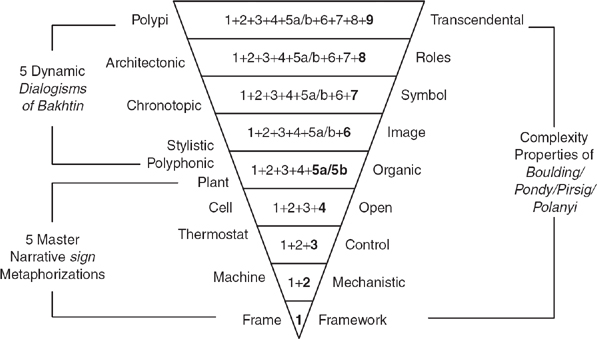 Polypi 1+2+3+4+5a/b+6+7+8+9 Transcendental
Architectonic 1+2+3+4+5a/b+6+7+8 Roles
Chronotopic 1+2+3+4+5a/b+6+7 Symbol
1+2+3+4+5a/b+6 Image
Stylistic
Polyphonic 1+2+3+4+5a/5b Organic
Plant
Cell 1+2+3+4 Open
Thermostat 1+2+3 Control
Machine 1+2 Mechanistic
Frame 1 Framework
5 Dynamic
Dialogisms
of Bakhtin
5 Master
Narrative sign
Metaphorizations
Complexity
Properties of
Boulding/
Pondy/Pirsig/
Polanyi